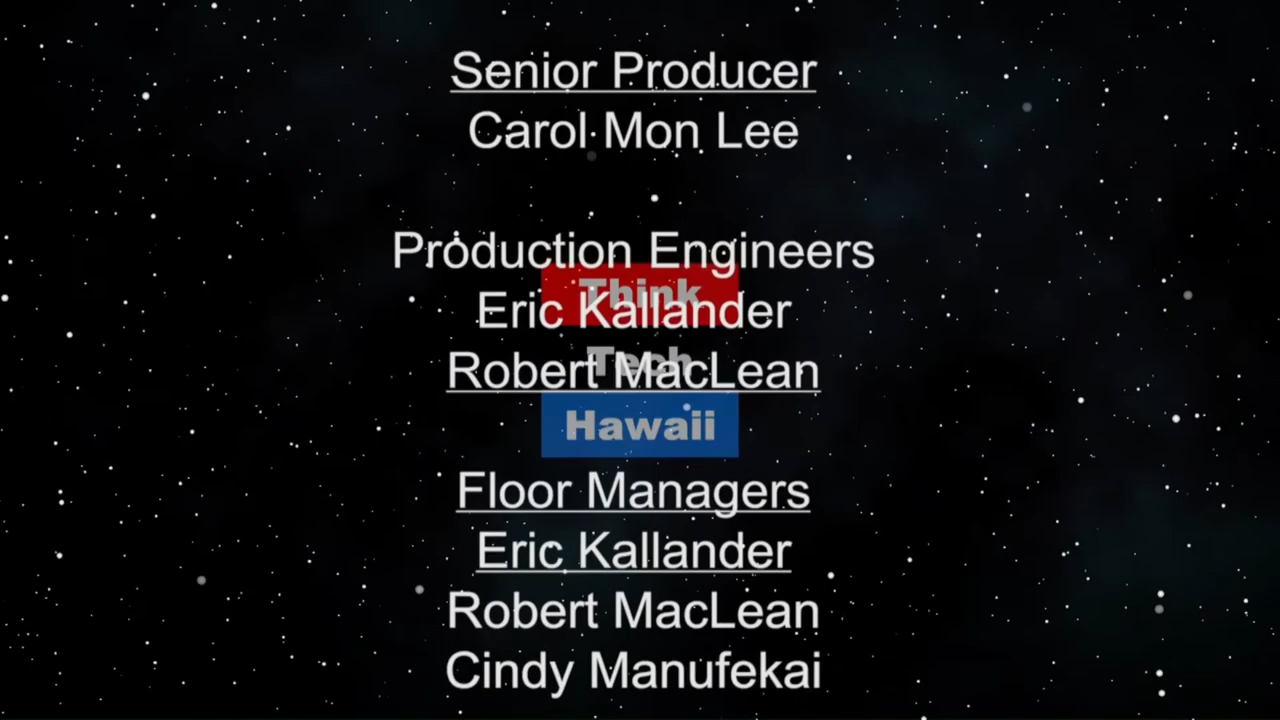 Senior Producer
Carol Mon Lee
Production Engineers
Think
Eric Kallander
Tech
Robert MacLean
Hawaii
Floor Managers
Eric Kallander
Robert MacLean
Cindy Manufekai